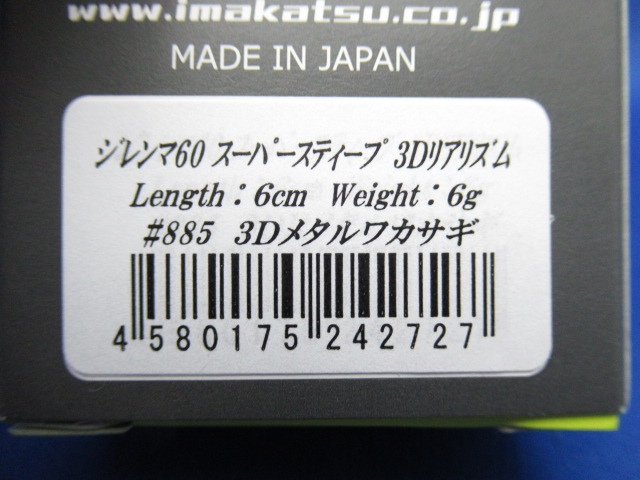 www.imakatsu.co.jp
MADE IN JAPAN
ジレンマ60 スーパースティープ 3Dリアリズム
Length：6cm Weight：6g
#885 3Dメタルワカサギ
4 580175 242727